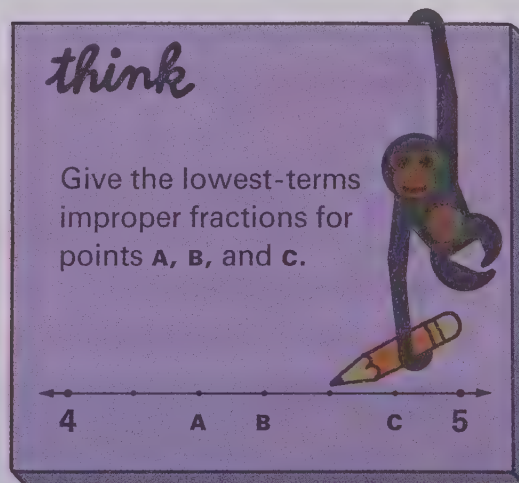 think
Give the lowest-terms
improper fractions for
points A, B, and C.
4 A B C 5